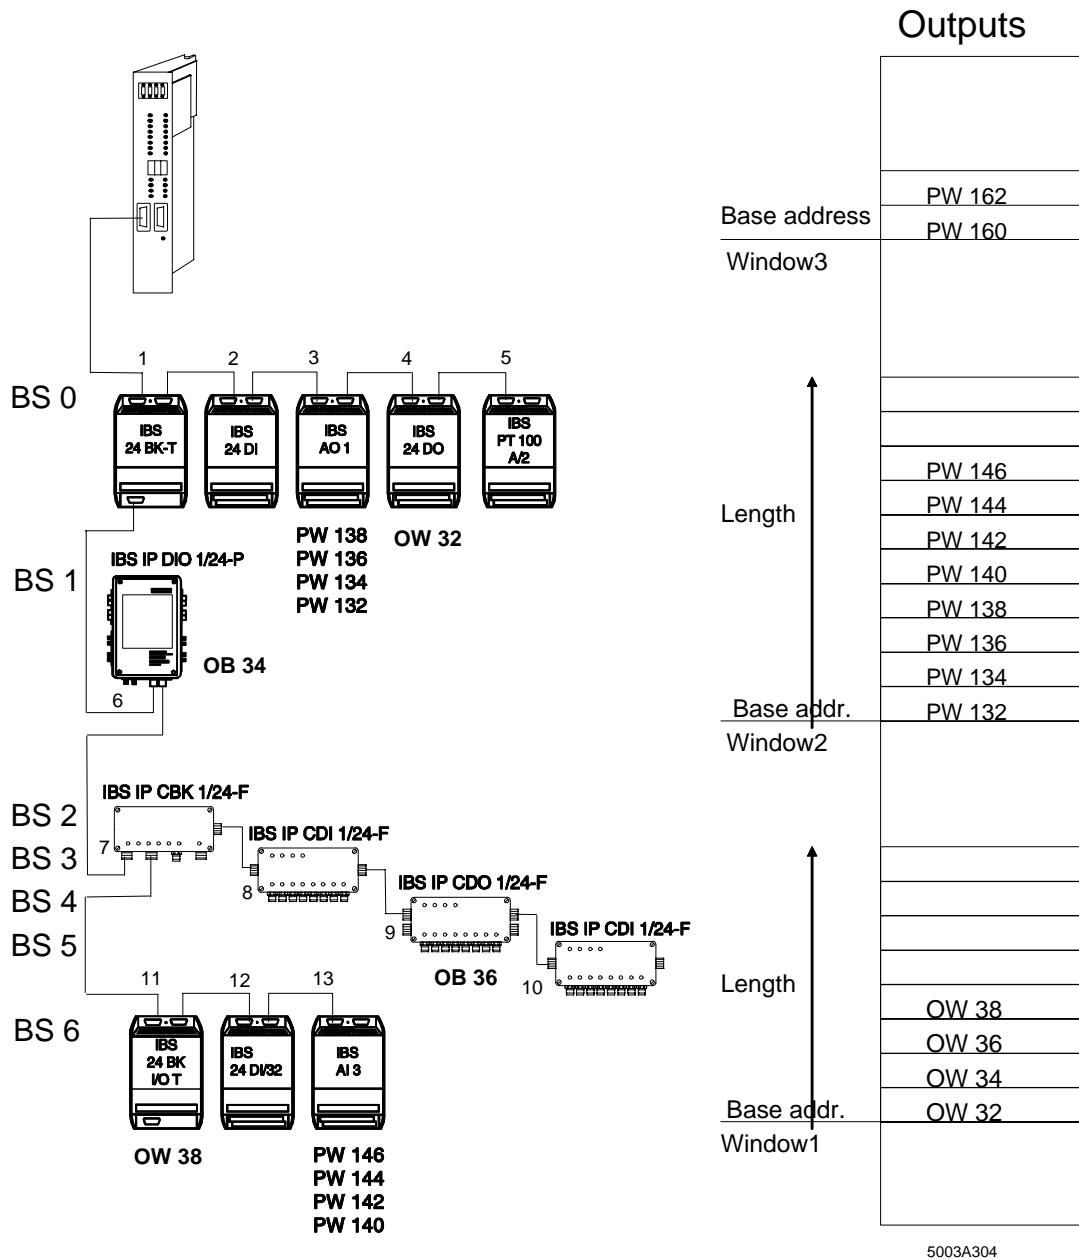 Outputs
PW 162
Base address
PW 160
Window3
1
2
3
4
5
BS 0
IBS
24 BK-T
IBS
24 DI
IBS
AO 1
IBS
24 DO
IBS
PT 100
A/2
PW 138
PW 136
PW 134
PW 132
OW 32
BS 1
IBS IP DIO 1/24-P
OB 34
6
Length
PW 146
PW 144
PW 142
PW 140
PW 138
PW 136
PW 134
Base addr.
PW 132
Window2
BS 2
BS 3
BS 4
BS 5
IBS IP CBK 1/24-F
7
IBS IP CDI 1/24-F
8
IBS IP CDO 1/24-F
9
OB 36
IBS IP CDI 1/24-F
10
11
12
13
BS 6
IBS
24 BK
I/O T
IBS
24 DI/32
IBS
AI 3
OW 38
PW 146
PW 144
PW 142
PW 140
Length
OW 38
OW 36
OW 34
Base addr.
OW 32
Window1
5003A304